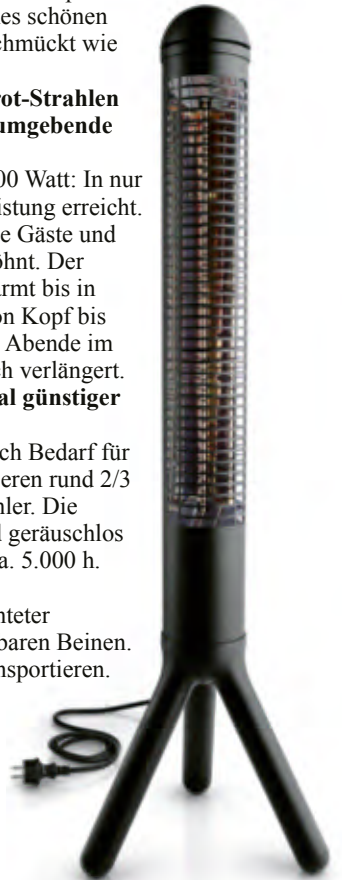 es schönen
chmückt wie
rot-Strahlen
umgebende
00 Watt: In nur
istung erreicht.
e Gäste und
öhnt. Der
rmt bis in
on Kopf bis
Abende im
ch verlängert.
al günstiger
ch Bedarf für
eren rund 2/3
hler. Die
l geräuschlos
a. 5.000 h.
nteter
baren Beinen.
nsportieren.